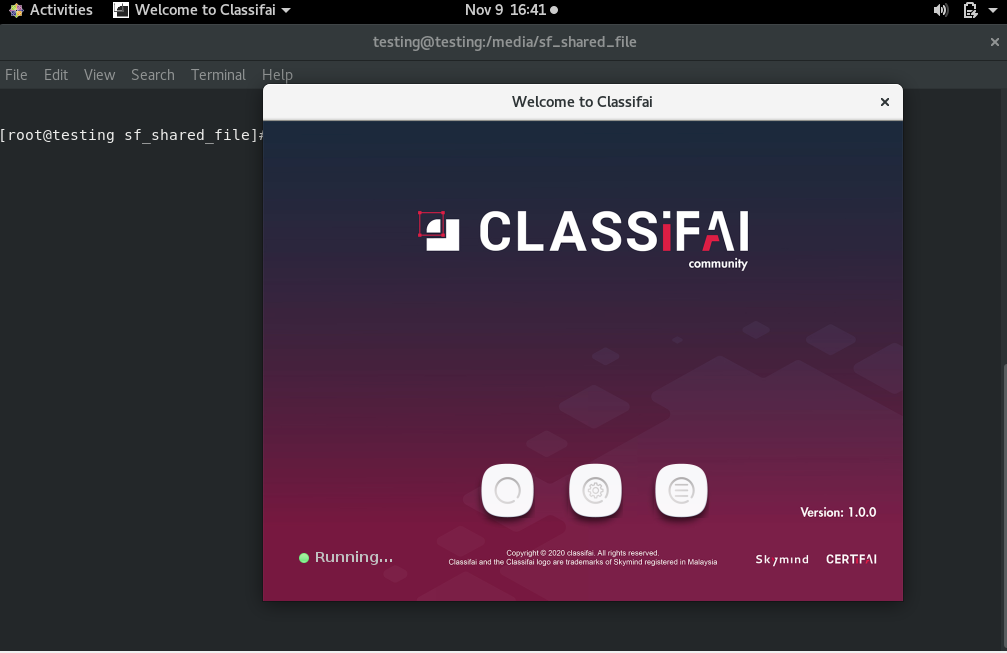 Activities Welcome to Classifai Nov 9 16:41
testing@testing:/media/sf_shared_file
File Edit View Search Terminal Help
Welcome to Classifai
[root@testing sf_shared_file]#
CLASSiFAI
community
Version: 1.0.0
Running...
Copyright © 2020 classifai. All rights reserved.
Classifai and the Classifai logo are trademarks of Skymind registered in Malaysia
Skymind CERTIFAI